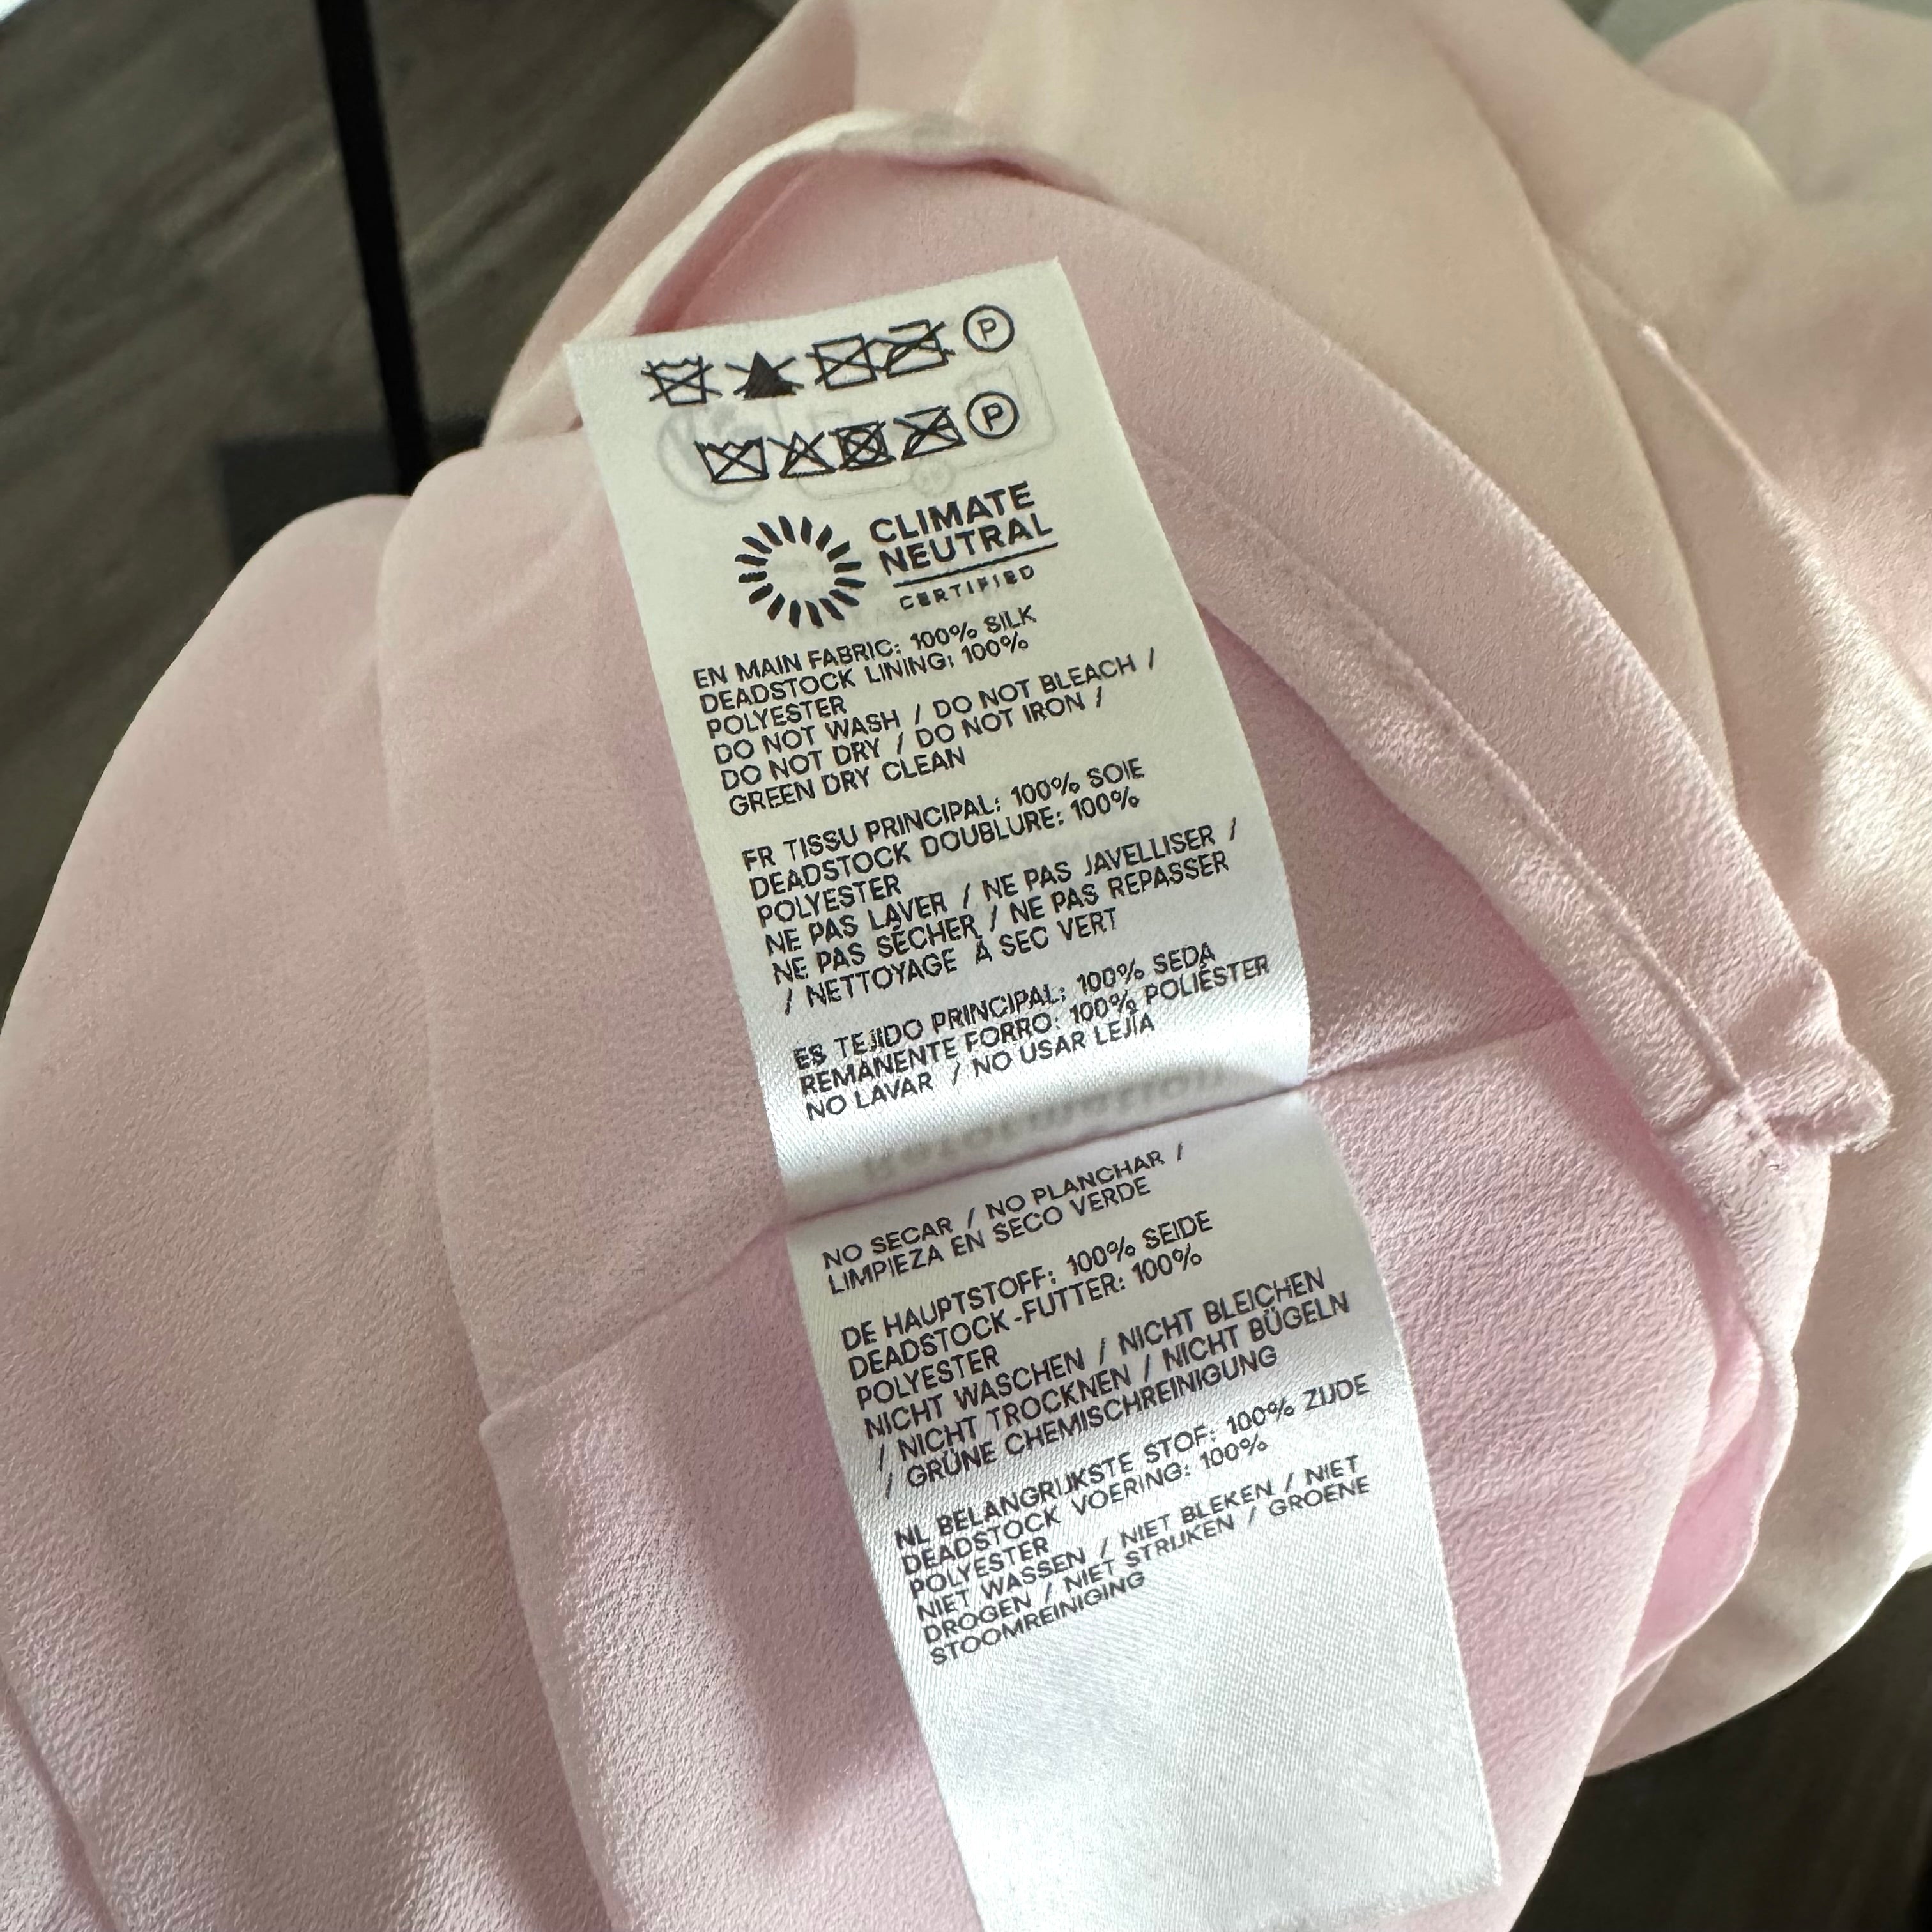 P
P
CLIMATE
NEUTRAL
CERTIFIED
EN MAIN FABRIC: 100% SILK
DEADSTOCK LINING: 100%
POLYESTER
DO NOT WASH / DO NOT BLEACH /
DO NOT DRY / DO NOT IRON /
GREEN DRY CLEAN
FR TISSU PRINCIPAL: 100% SOIE
DEADSTOCK DOUBLURE: 100%
POLYESTER
NE PAS LAVER / NE PAS JAVELLISER /
NE PAS SÉCHER / NE PAS REPASSER
/ NETTOYAGE À SEC VERT
ES TEJIDO PRINCIPAL: 100% SEDA
REMANENTE FORRO: 100% POLIÉSTER
NO LAVAR / NO USAR LEJÍA
NO SECAR / NO PLANCHAR /
LIMPIEZA EN SECO VERDE
DE HAUPTSTOFF: 100% SEIDE
DEADSTOCK-FUTTER: 100%
POLYESTER
NICHT WASCHEN / NICHT BLEICHEN
/ NICHT TROCKNEN / NICHT BÜGELN
/ GRÜNE CHEMISCHREINIGUNG
NL BELANGRIJKSTE STOF: 100% ZIJDE
DEADSTOCK VOERING: 100%
POLYESTER
NIET WASSEN / NIET BLEKEN / NIET
DROGEN / NIET STRIJKEN / GROENE
STOOMREINIGING